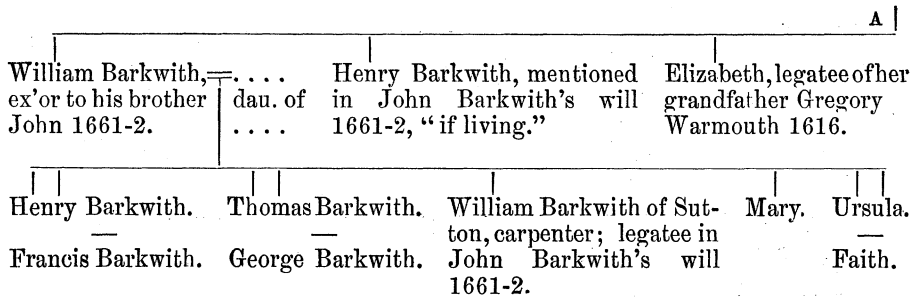 A
William Barkwith,=. . . .
ex'or to his brother dau. of
John 1661-2. . . . .
Henry Barkwith, mentioned
in John Barkwith's will
1661-2, "if living."
Elizabeth, legatee of her
grandfather Gregory
Warmouth 1616.
Henry Barkwith.
—
Francis Barkwith.
Thomas Barkwith.
—
George Barkwith.
William Barkwith of Sut-
ton, carpenter; legatee in
John Barkwith's will
1661-2.
Mary.
Ursula.
—
Faith.